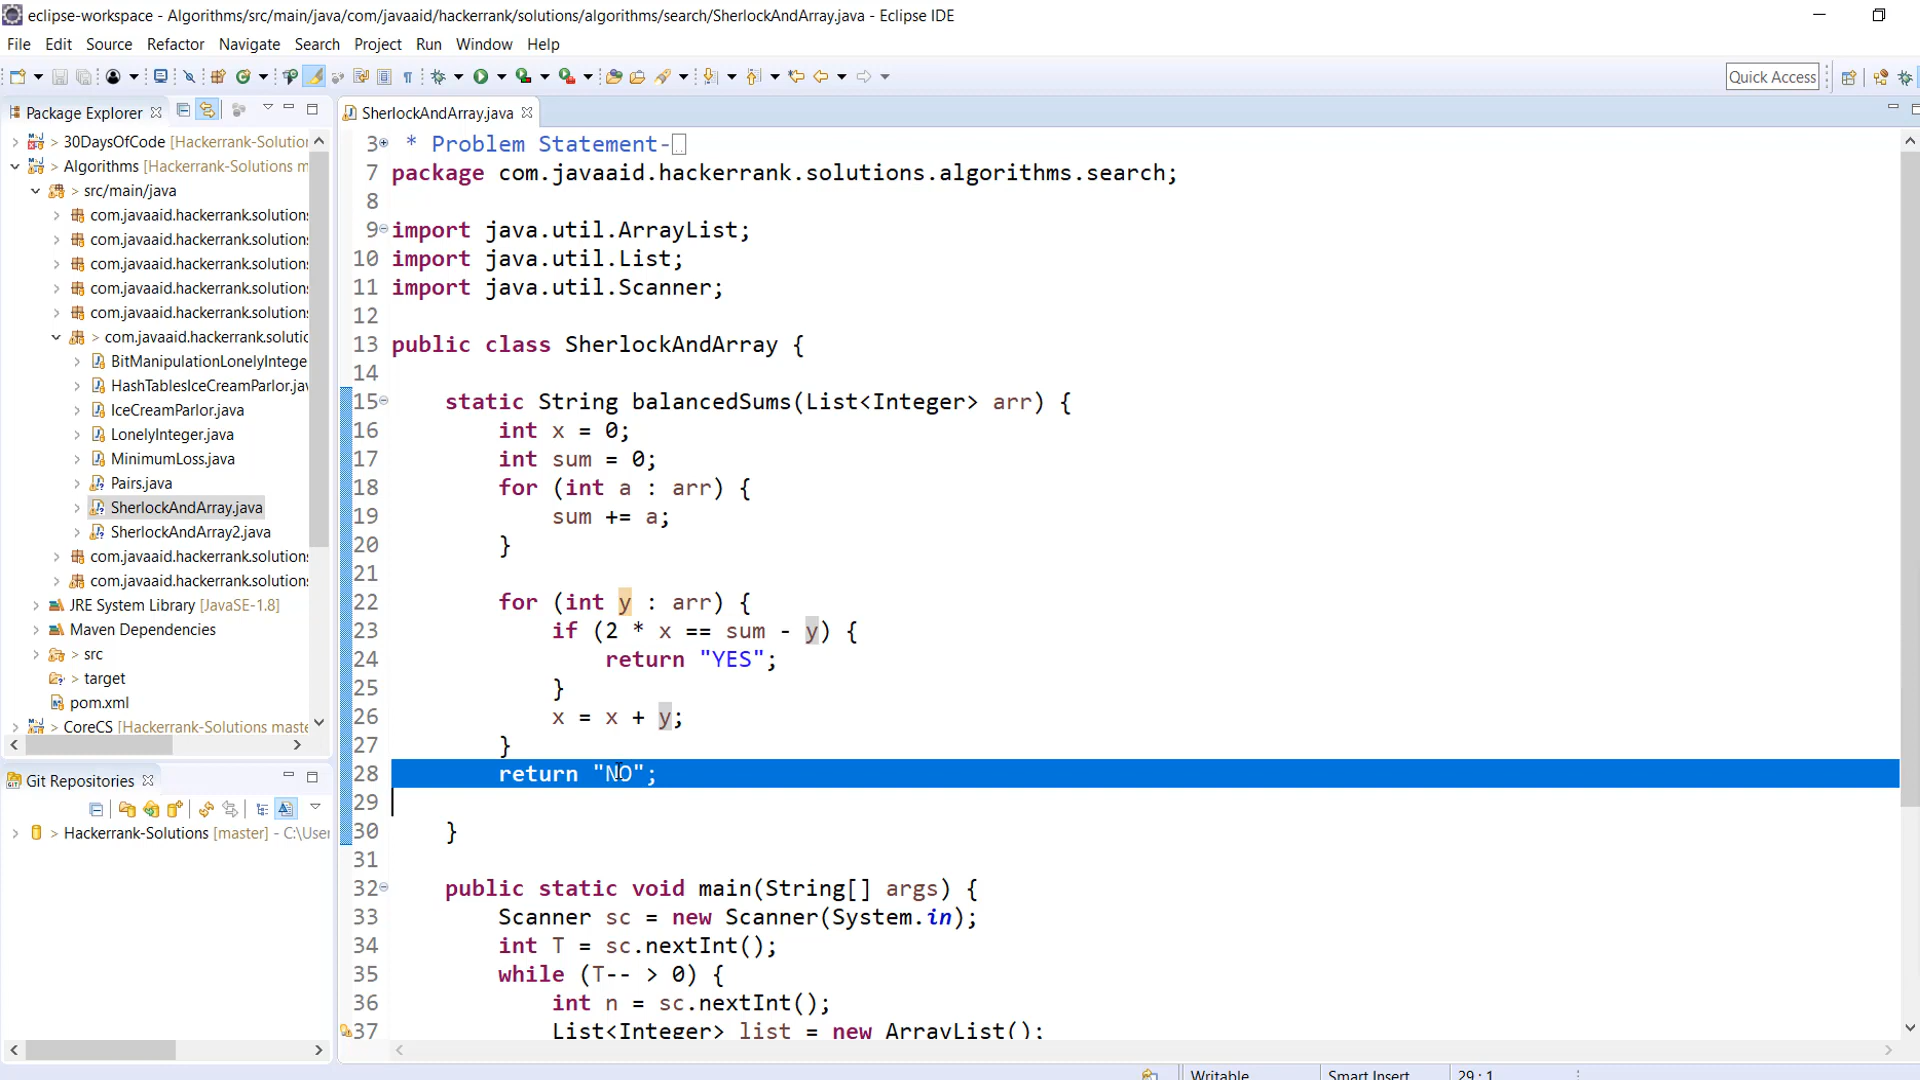 eclipse-workspace - Algorithms/src/main/java/com/javaaid/hackerrank/solutions/algorithms/search/SherlockAndArray.java - Eclipse IDE
File Edit Source Refactor Navigate Search Project Run Window Help
Quick Access
Package Explorer
> 30DaysOfCode [Hackerrank-Solution
> Algorithms [Hackerrank-Solutions m
> src/main/java
com.javaaid.hackerrank.solution
com.javaaid.hackerrank.solution
com.javaaid.hackerrank.solution
com.javaaid.hackerrank.solution
com.javaaid.hackerrank.solution
> com.javaaid.hackerrank.solutio
BitManipulationLonelyIntege
HashTablesIceCreamParlor.jav
IceCreamParlor.java
LonelyInteger.java
MinimumLoss.java
Pairs.java
SherlockAndArray.java
SherlockAndArray2.java
com.javaaid.hackerrank.solution
com.javaaid.hackerrank.solution
JRE System Library [JavaSE-1.8]
Maven Dependencies
> src
> target
pom.xml
> CoreCS [Hackerrank-Solutions maste
Git Repositories
> Hackerrank-Solutions [master] - C:\User
SherlockAndArray.java
3 * Problem Statement-
7 package com.javaaid.hackerrank.solutions.algorithms.search;
8
9 import java.util.ArrayList;
10 import java.util.List;
11 import java.util.Scanner;
12
13 public class SherlockAndArray {
14
15 static String balancedSums(List<Integer> arr) {
16 int x = 0;
17 int sum = 0;
18 for (int a : arr) {
19 sum += a;
20 }
21
22 for (int y : arr) {
23 if (2 * x == sum - y) {
24 return "YES";
25 }
26 x = x + y;
27 }
28 return "NO";
29
30 }
31
32 public static void main(String[] args) {
33 Scanner sc = new Scanner(System.in);
34 int T = sc.nextInt();
35 while (T-- > 0) {
36 int n = sc.nextInt();
37 List<Integer> list = new ArrayList();
Writable Smart Insert 29 : 1